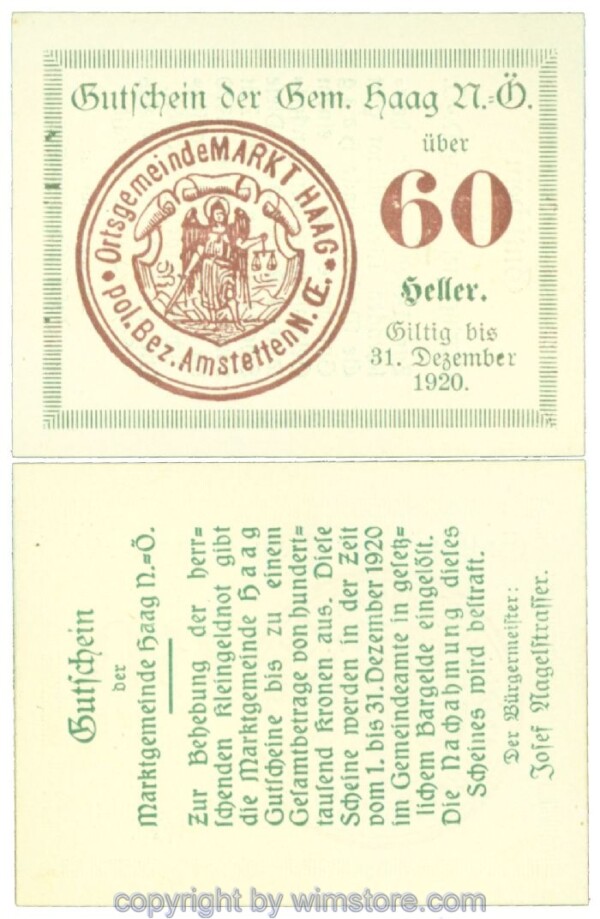 Gutschein der Gem. Haag N.=Ö.
OrtsgemeindeMARKT HAAG
* pol. Bez. Amstetten N. Œ. *
über
60
Heller.
Giltig bis
31. Dezember
1920.
Gutschein
der
Marktgemeinde Haag N.=Ö.
Zur Behebung der herr=
schenden Kleingeldnot gibt
die Marktgemeinde Haag
Gutscheine bis zu einem
Gesamtbetrage von hundert=
tausend Kronen aus. Diese
Scheine werden in der Zeit
vom 1. bis 31. Dezember 1920
im Gemeindeamte in gesetz=
lichem Bargelde eingelöst.
Die Nachahmung dieses
Scheines wird bestraft.
Der Bürgermeister:
Josef Nagelstrasser.
copyright by wimstore.com